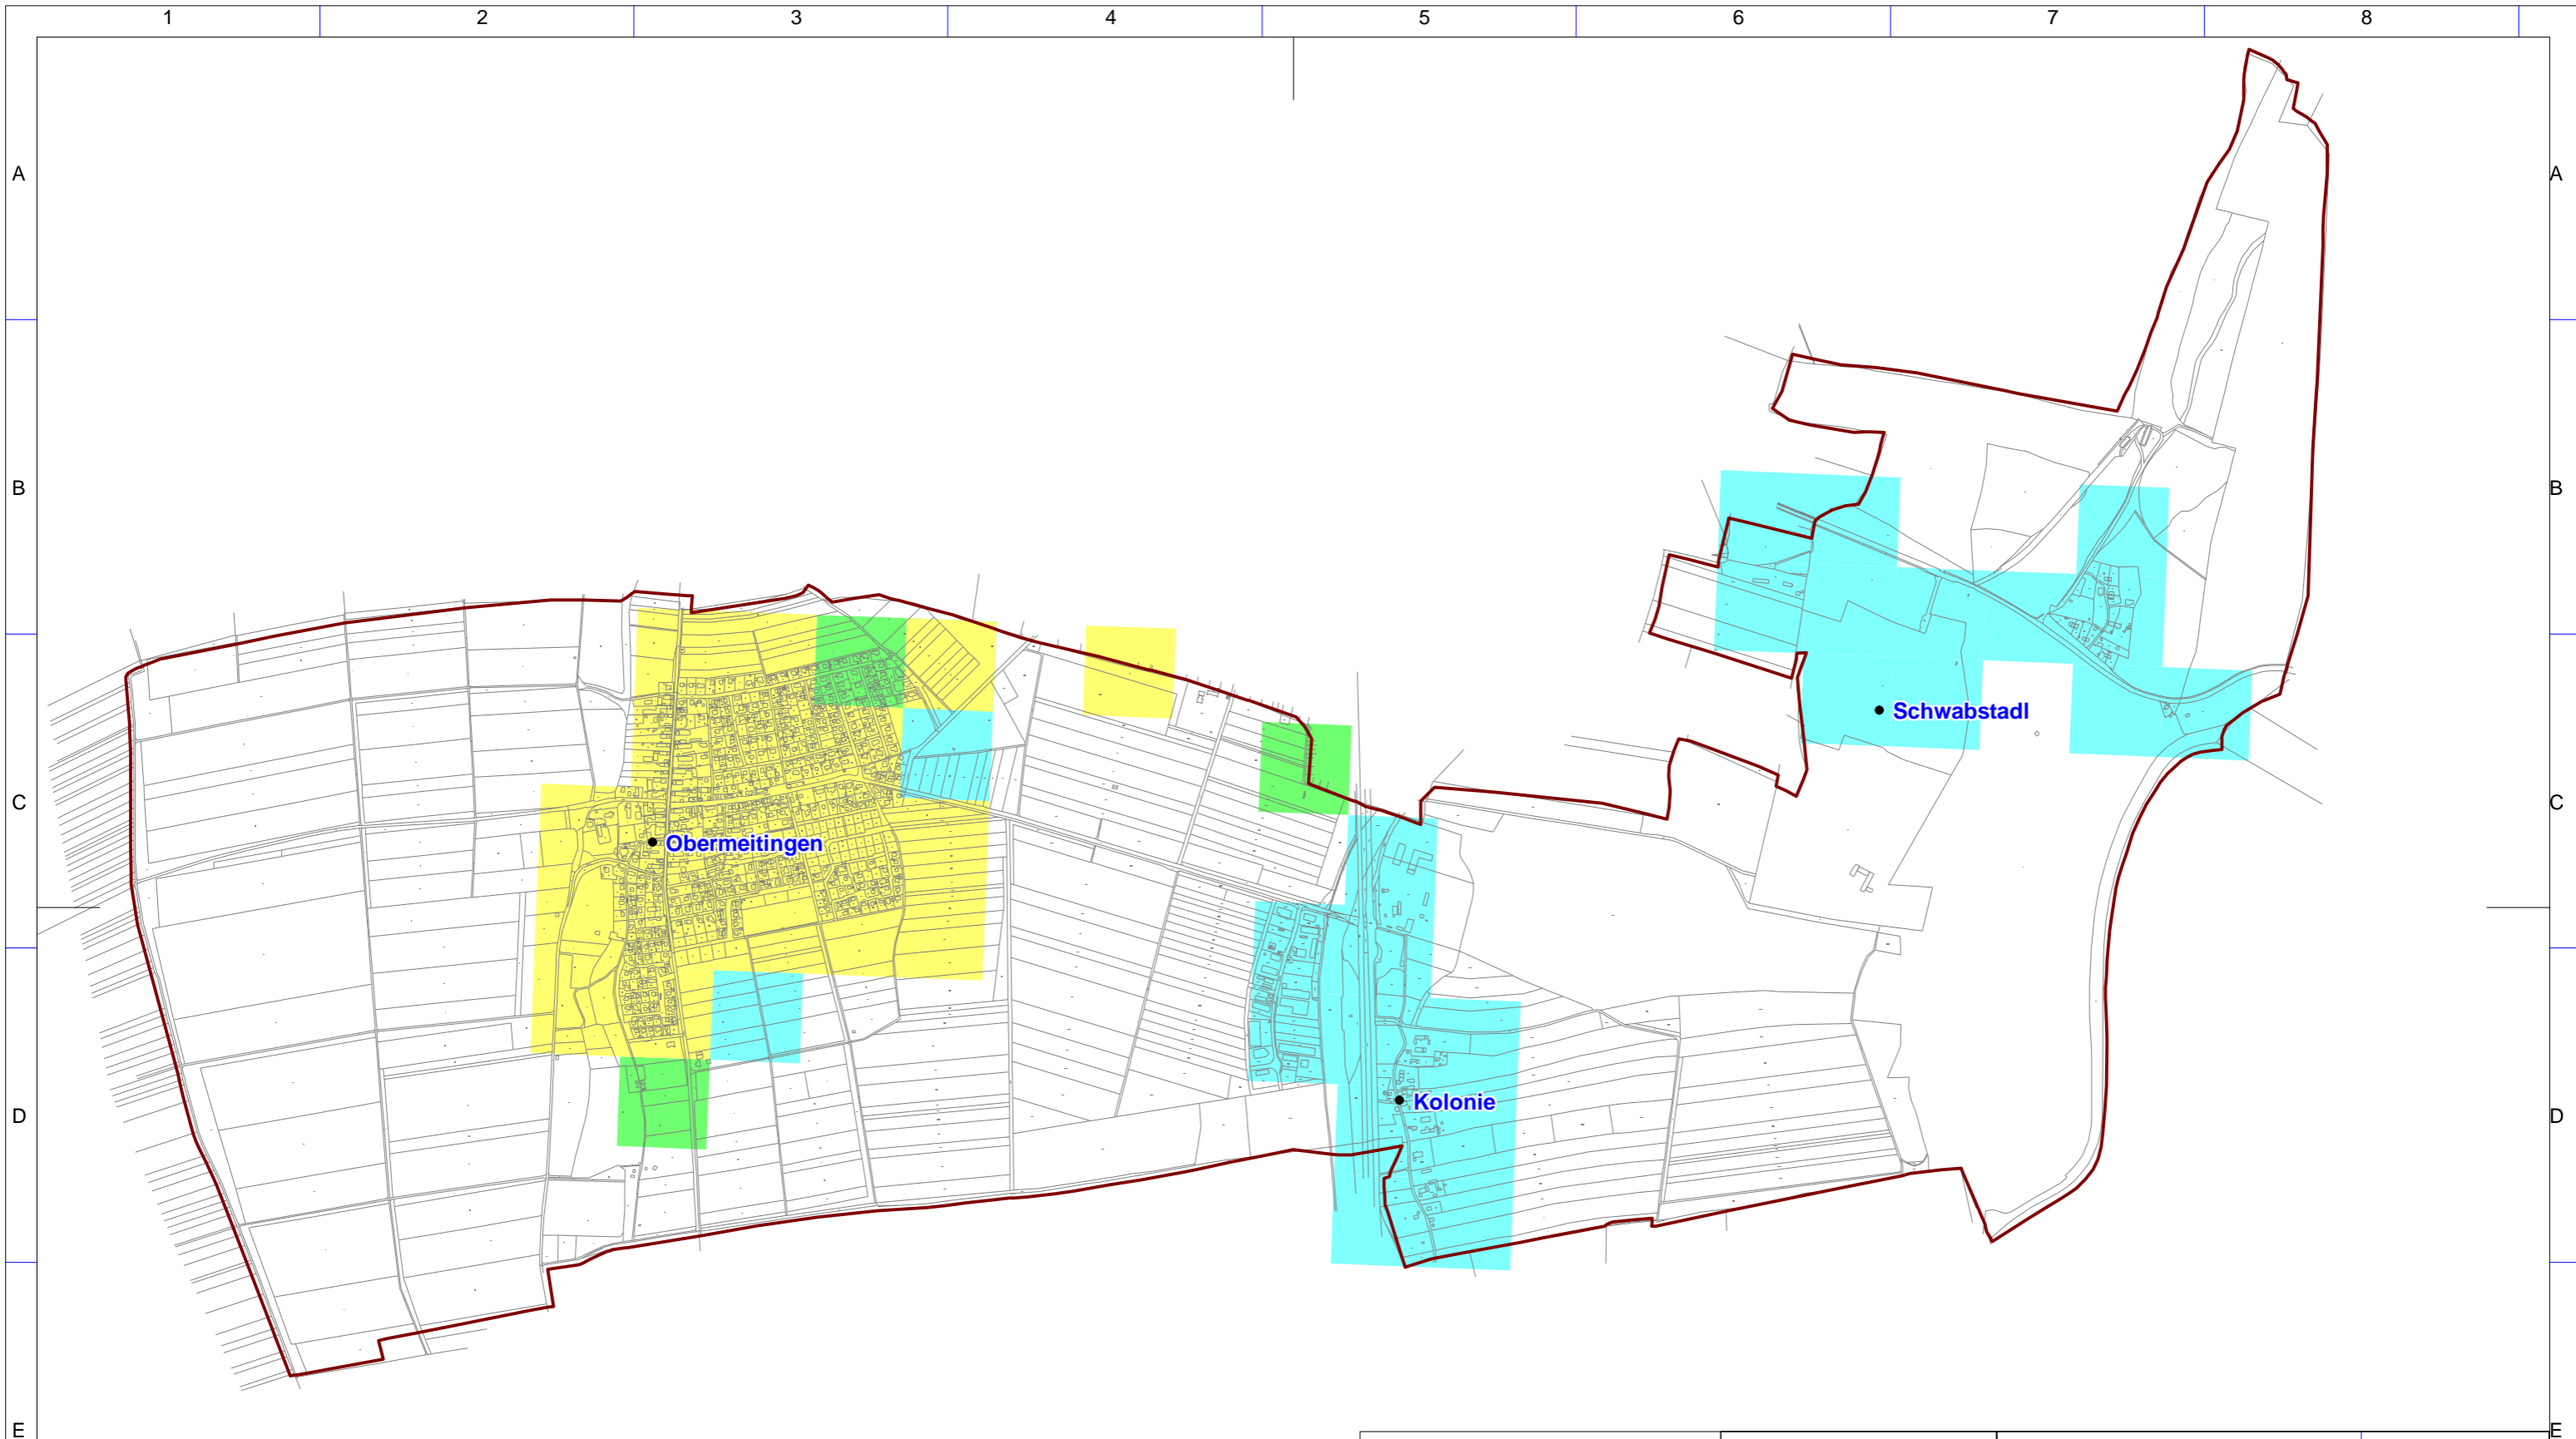 1 2 3 4 5 6 7 8
A A
B B
Schwabstadl
C C
Obermeitingen
Kolonie
D D
E E